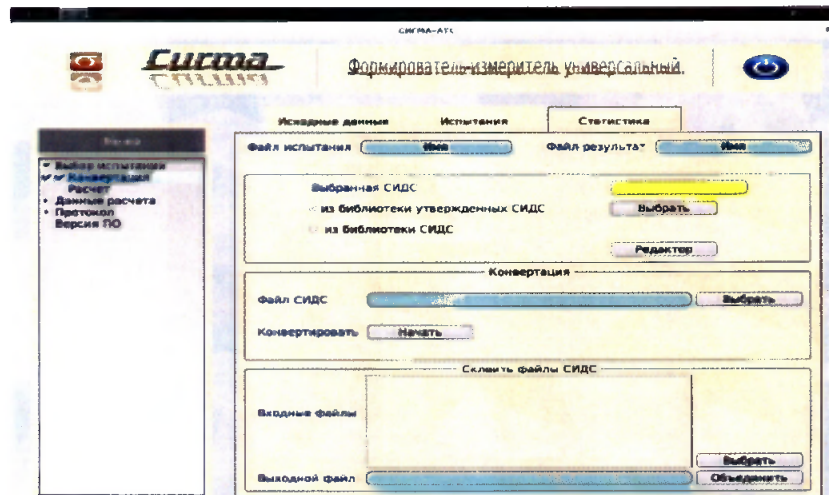 СИГМА-АТС
Сигма
Формирователь-измеритель универсальный.
Исходные данные Испытания Статистика
Меню
Файл испытания Имя Файл результат Имя
Выбор испытания
Конвертация
Расчет
Данные расчета
Протокол
Версия ПО
Выбранная СИДС
из библиотеки утвержденных СИДС Выбрать
из библиотеки СИДС
Редактор
Конвертация
Файл СИДС Выбрать
Конвертировать Начать
Склеить файлы СИДС
Входные файлы
Выбрать
Выходной файл Объединить